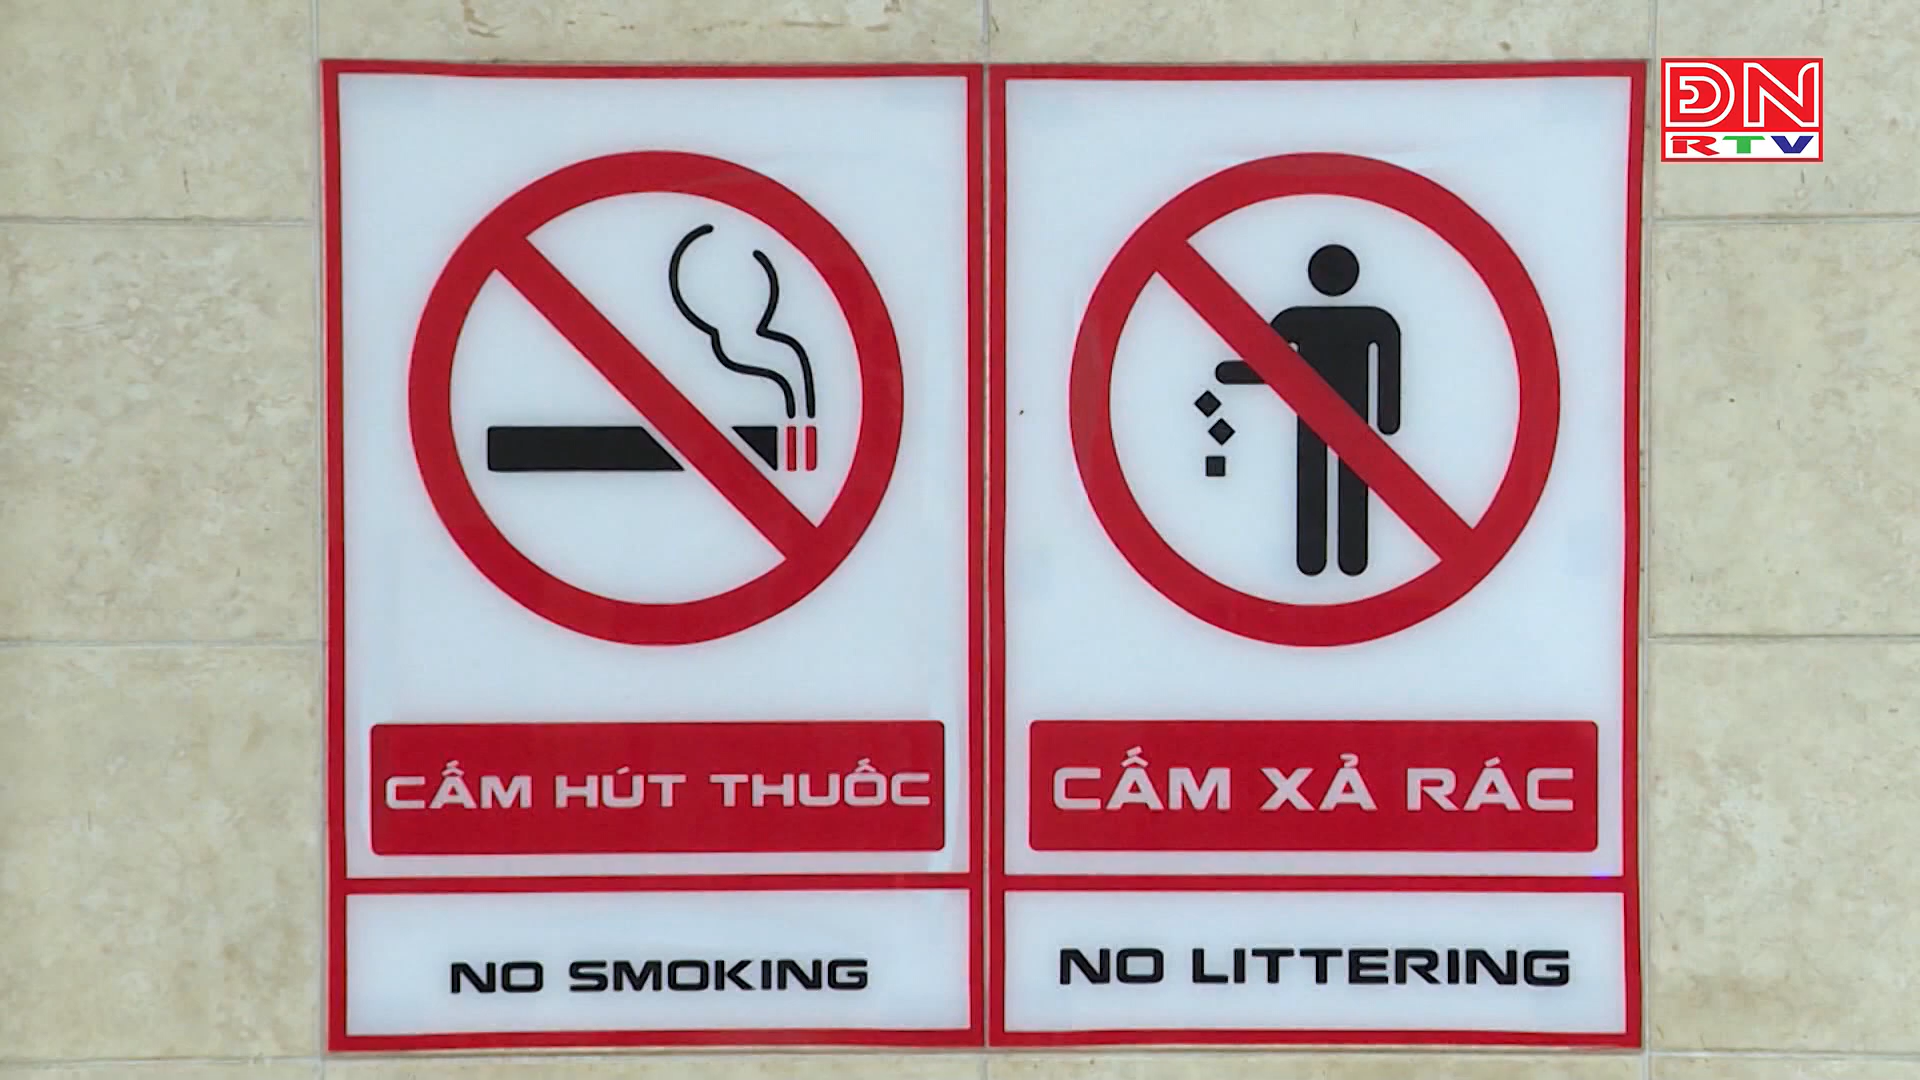 ĐN
RTV
CẤM HÚT THUỐC
NO SMOKING
CẤM XẢ RÁC
NO LITTERING